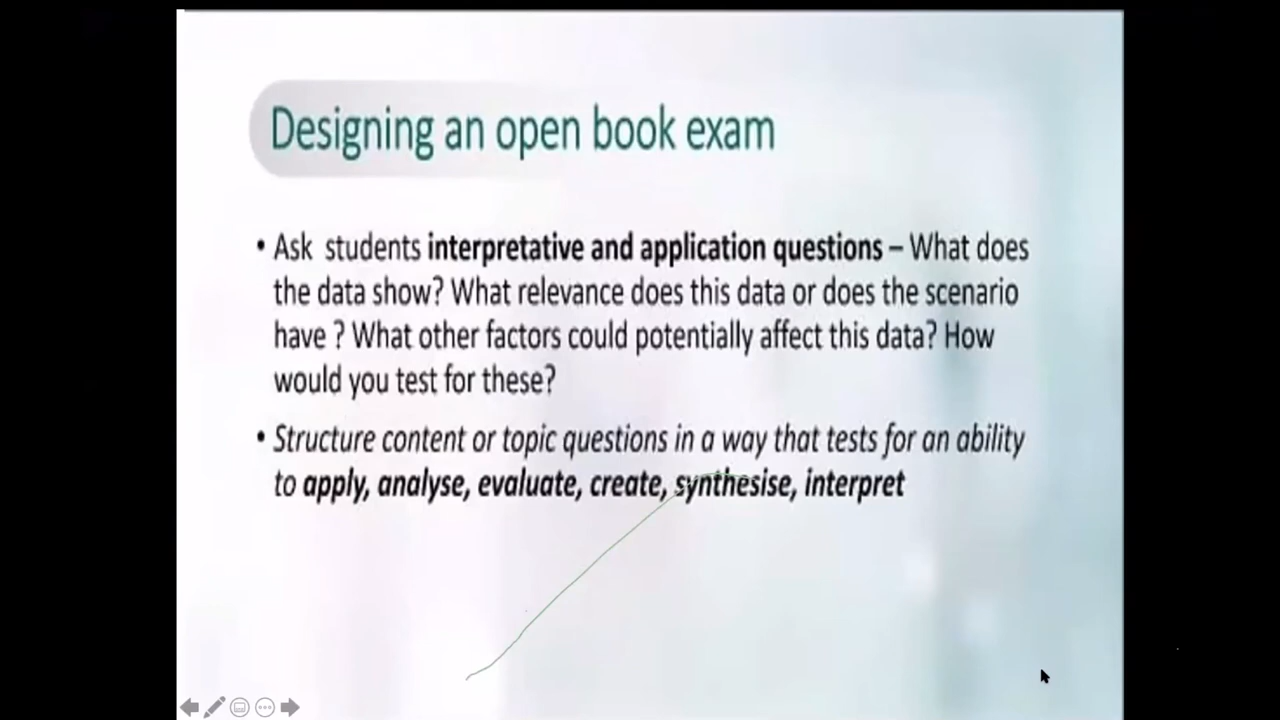 Designing an open book exam
• Ask students interpretative and application questions – What does
the data show? What relevance does this data or does the scenario
have ? What other factors could potentially affect this data? How
would you test for these?
• Structure content or topic questions in a way that tests for an ability
to apply, analyse, evaluate, create, synthesise, interpret